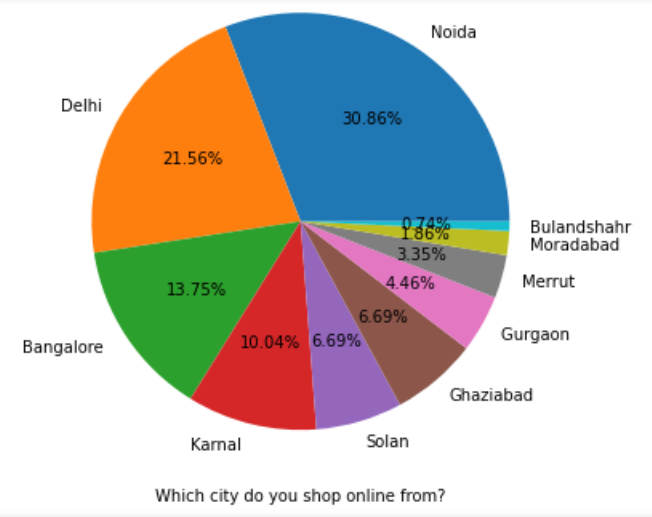 Noida
30.86%
Delhi
21.56%
0.74%
Bulandshahr
1.86%
Moradabad
3.35%
Merrut
4.46%
13.75%
6.69%
Gurgaon
10.04%
6.69%
Bangalore
Ghaziabad
Karnal
Solan
Which city do you shop online from?